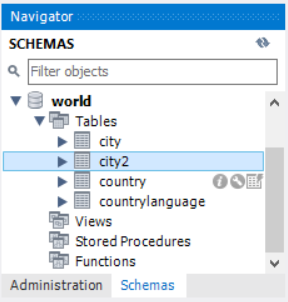 Navigator
SCHEMAS
Filter objects
world
Tables
city
city2
country
countrylanguage
Views
Stored Procedures
Functions
Administration Schemas